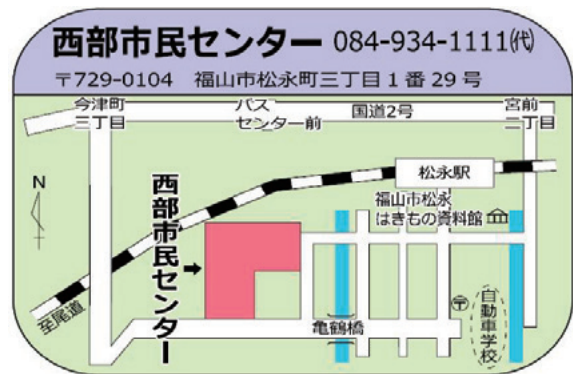 西部市民センター 084-934-1111㈹
〒729-0104 福山市松永町三丁目1番29号
今津町
三丁目
バス
センター前
国道2号
宮前
二丁目
N
松永駅
西部市民センター
福山市松永
はきもの資料館
至尾道
亀鶴橋
〒
自動車学校